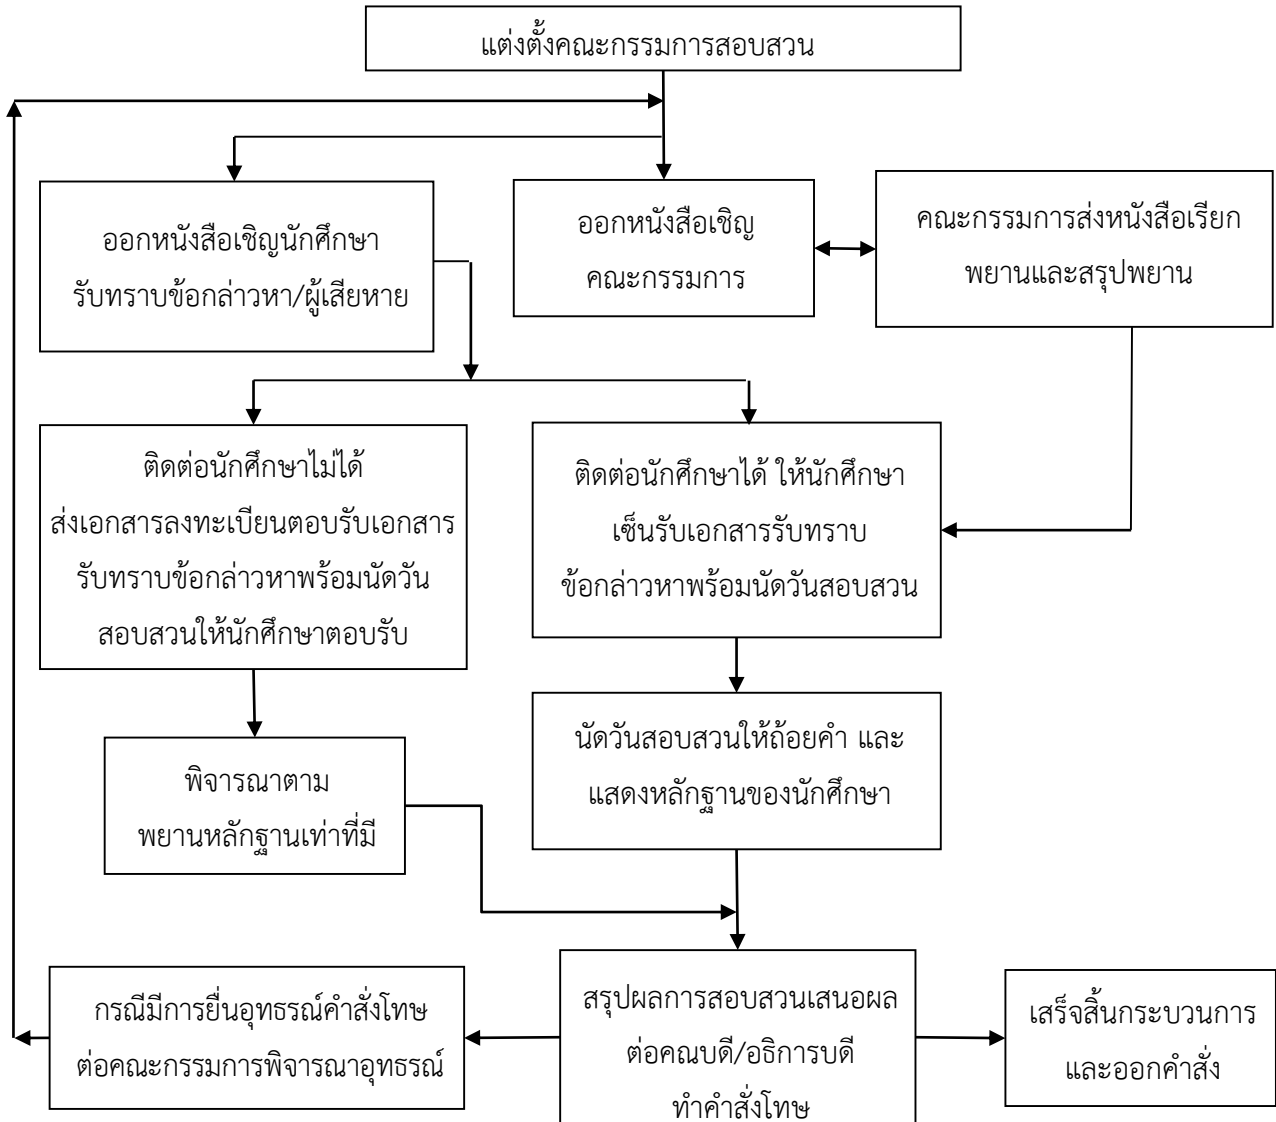 แต่งตั้งคณะกรรมการสอบสวน
ออกหนังสือเชิญนักศึกษา
รับทราบข้อกล่าวหา/ผู้เสียหาย
ออกหนังสือเชิญ
คณะกรรมการ
คณะกรรมการส่งหนังสือเรียก
พยานและสรุปพยาน
ติดต่อนักศึกษาไม่ได้
ส่งเอกสารลงทะเบียนตอบรับเอกสาร
รับทราบข้อกล่าวหาพร้อมนัดวัน
สอบสวนให้นักศึกษาตอบรับ
ติดต่อนักศึกษาได้ ให้นักศึกษา
เซ็นรับเอกสารรับทราบ
ข้อกล่าวหาพร้อมนัดวันสอบสวน
พิจารณาตาม
พยานหลักฐานเท่าที่มี
นัดวันสอบสวนให้ถ้อยคำ และ
แสดงหลักฐานของนักศึกษา
กรณีมีการยื่นอุทธรณ์คำสั่งโทษ
ต่อคณะกรรมการพิจารณาอุทธรณ์
สรุปผลการสอบสวนเสนอผล
ต่อคณบดี/อธิการบดี
ทำคำสั่งโทษ
เสร็จสิ้นกระบวนการ
และออกคำสั่ง